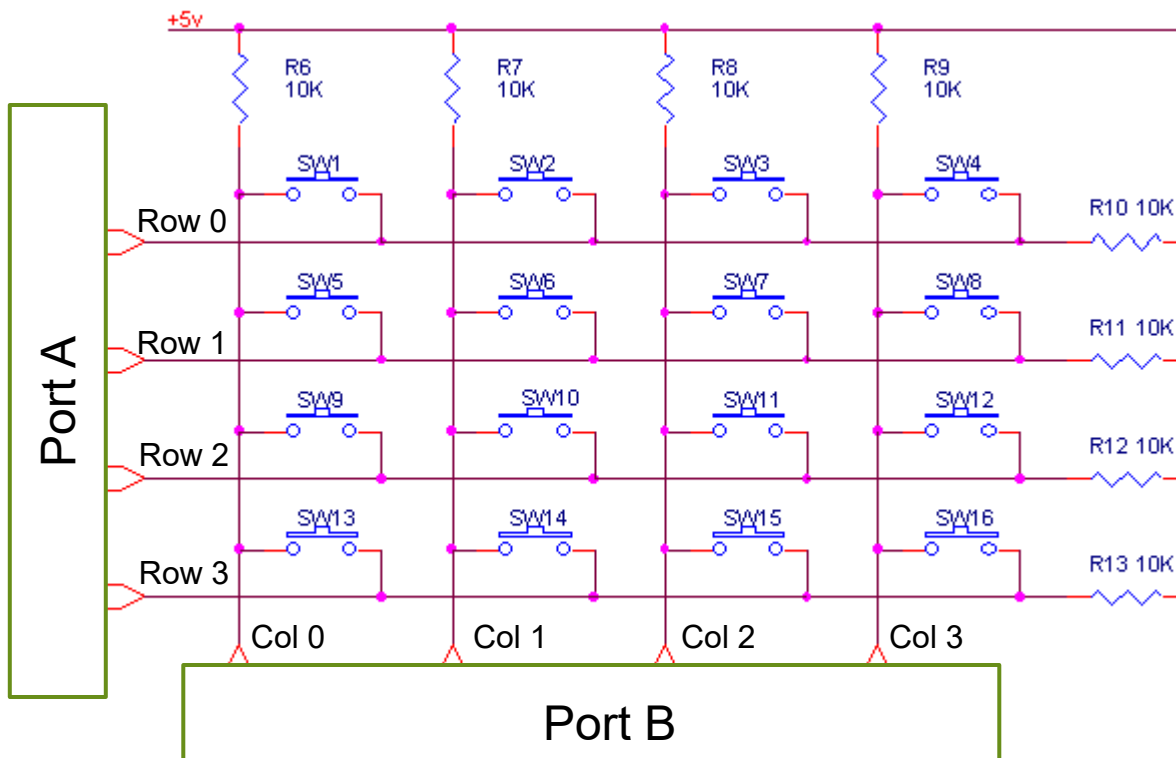 +5v
R6
10K
R7
10K
R8
10K
R9
10K
SW1
SW2
SW3
SW4
Row 0
R10 10K
SW5
SW6
SW7
SW8
Row 1
R11 10K
Port A
SW9
SW10
SW11
SW12
Row 2
R12 10K
SW13
SW14
SW15
SW16
Row 3
R13 10K
Col 0
Col 1
Col 2
Col 3
Port B